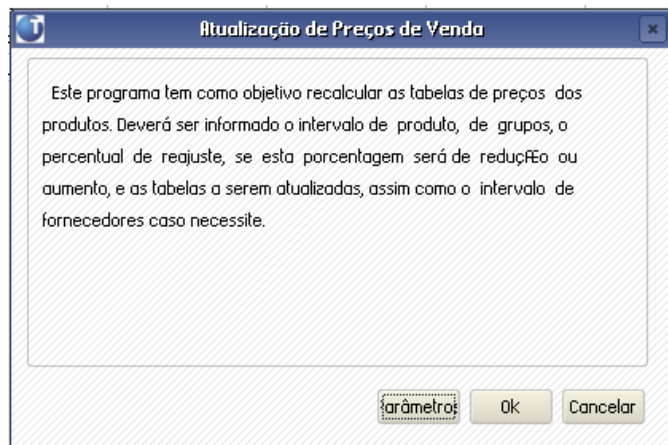 Atualização de Preços de Venda
Este programa tem como objetivo recalcular as tabelas de preços dos
produtos. Deverá ser informado o intervalo de produto, de grupos, o
percentual de reajuste, se esta porcentagem será de reduçÆo ou
aumento, e as tabelas a serem atualizadas, assim como o intervalo de
fornecedores caso necessite.
Parâmetros Ok Cancelar